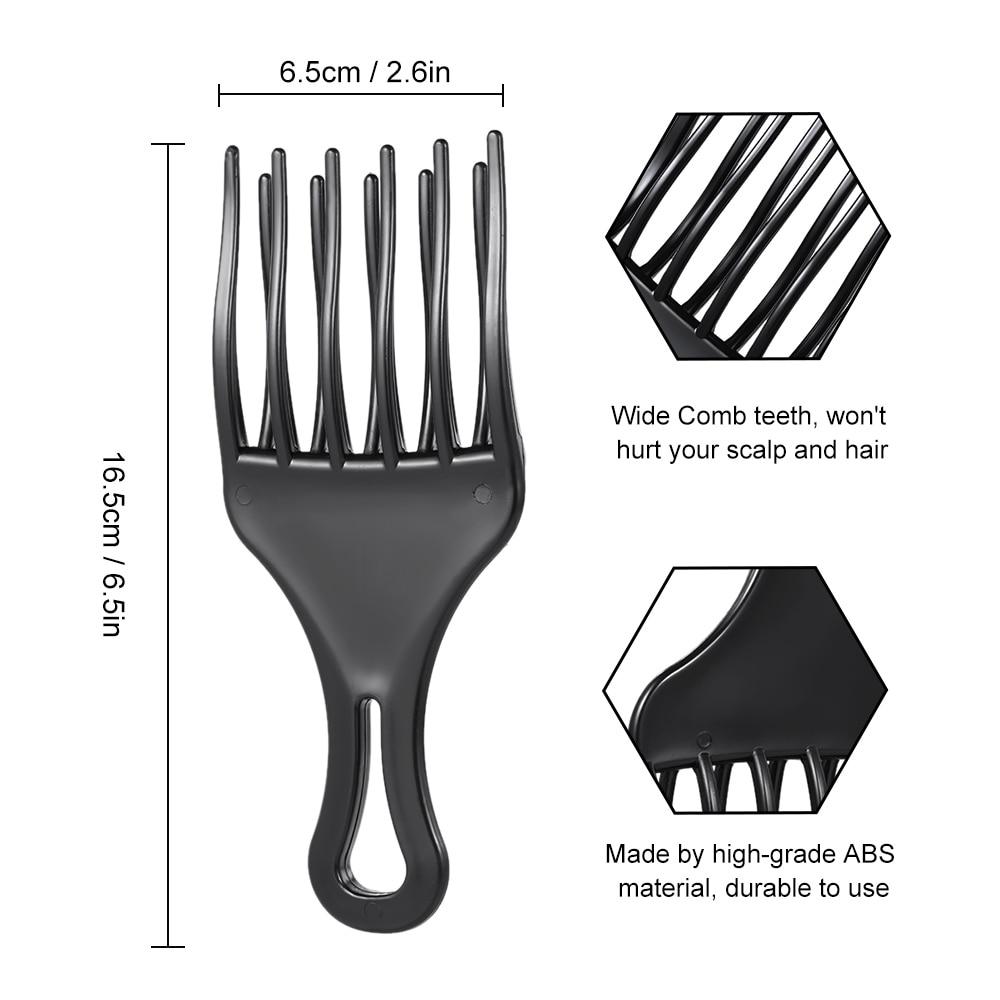 6.5cm / 2.6in
16.5cm / 6.5in
Wide Comb teeth, won't
hurt your scalp and hair
Made by high-grade ABS
material, durable to use